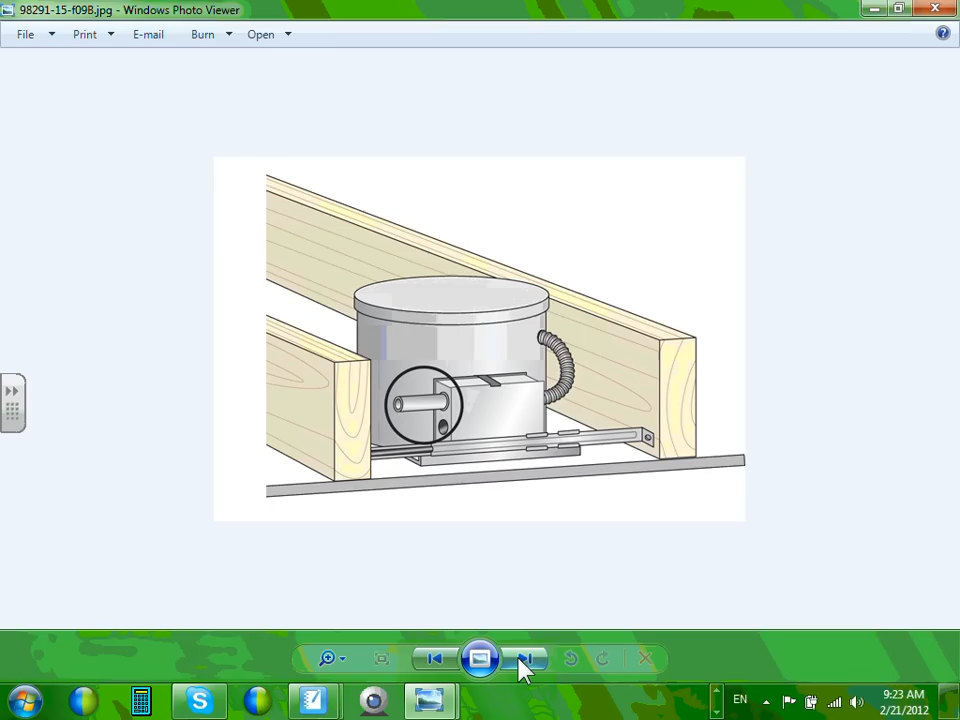 98291-15-f09B.jpg - Windows Photo Viewer
File Print E-mail Burn Open ?
EN
9:23 AM
2/21/2012